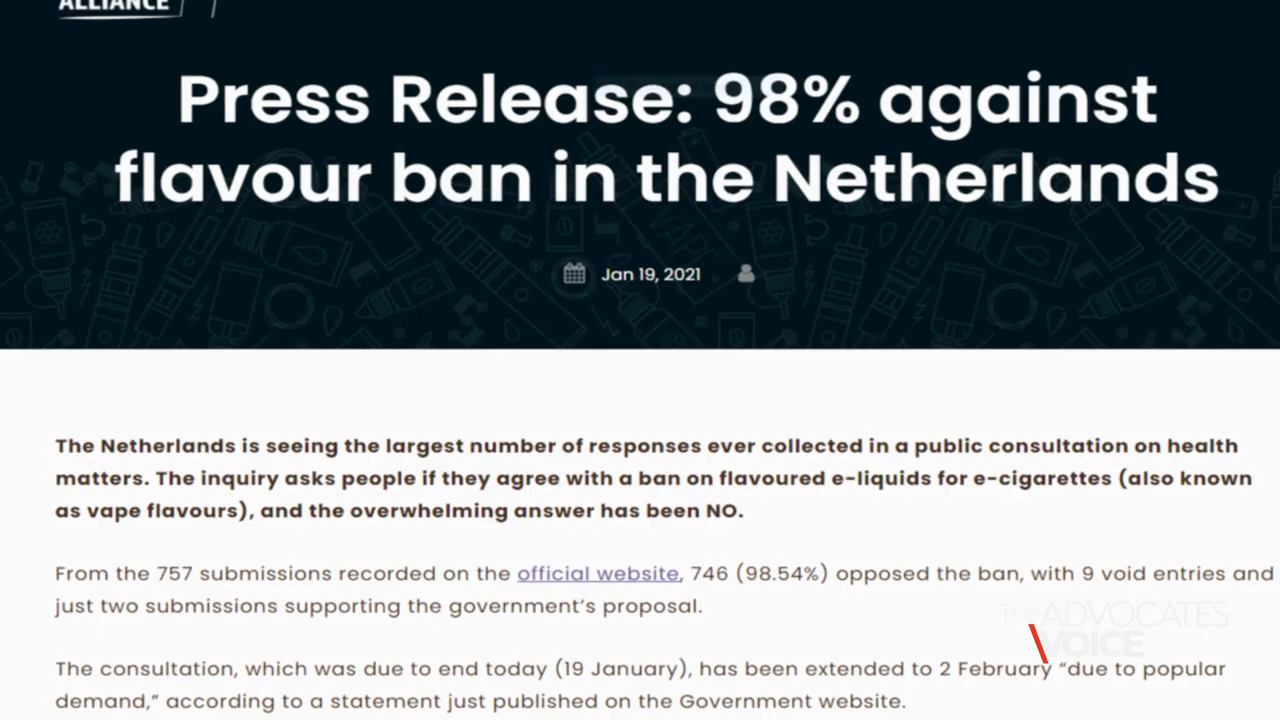 ALLIANCE
Press Release: 98% against
flavour ban in the Netherlands
Jan 19, 2021
The Netherlands is seeing the largest number of responses ever collected in a public consultation on health
matters. The inquiry asks people if they agree with a ban on flavoured e-liquids for e-cigarettes (also known
as vape flavours), and the overwhelming answer has been NO.
From the 757 submissions recorded on the official website, 746 (98.54%) opposed the ban, with 9 void entries and
just two submissions supporting the government's proposal.
The ADVOCATES
VOICE
The consultation, which was due to end today (19 January), has been extended to 2 February “due to popular
demand,” according to a statement just published on the Government website.